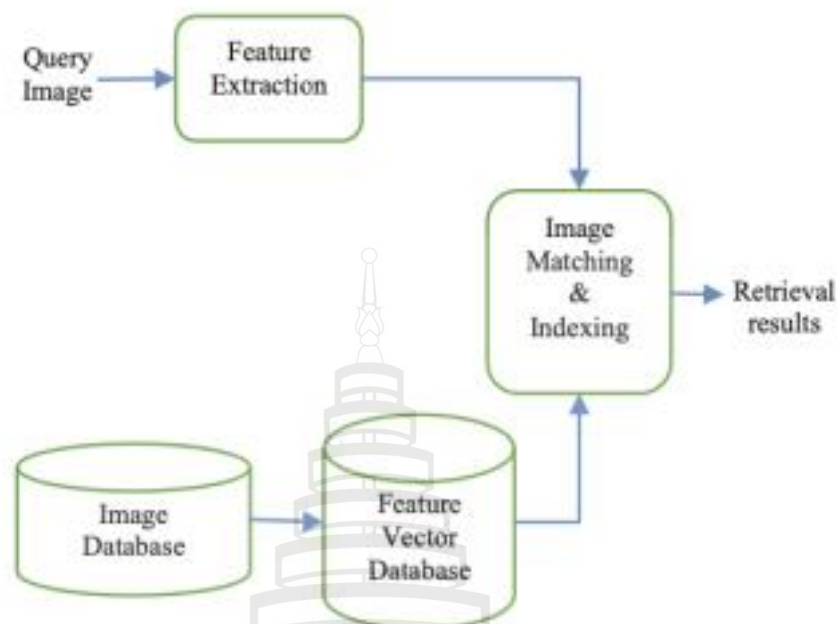 Query
Image
Feature
Extraction
Image
Matching
&
Indexing
Retrieval
results
Image
Database
Feature
Vector
Database